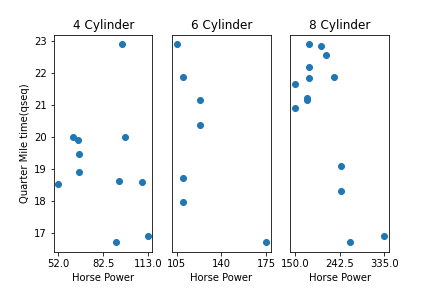 4 Cylinder 6 Cylinder 8 Cylinder
Quarter Mile time(qseq)
23
22
21
20
19
18
17
52.0 82.5 113.0 105 140 175 150.0 242.5 335.0
Horse Power Horse Power Horse Power